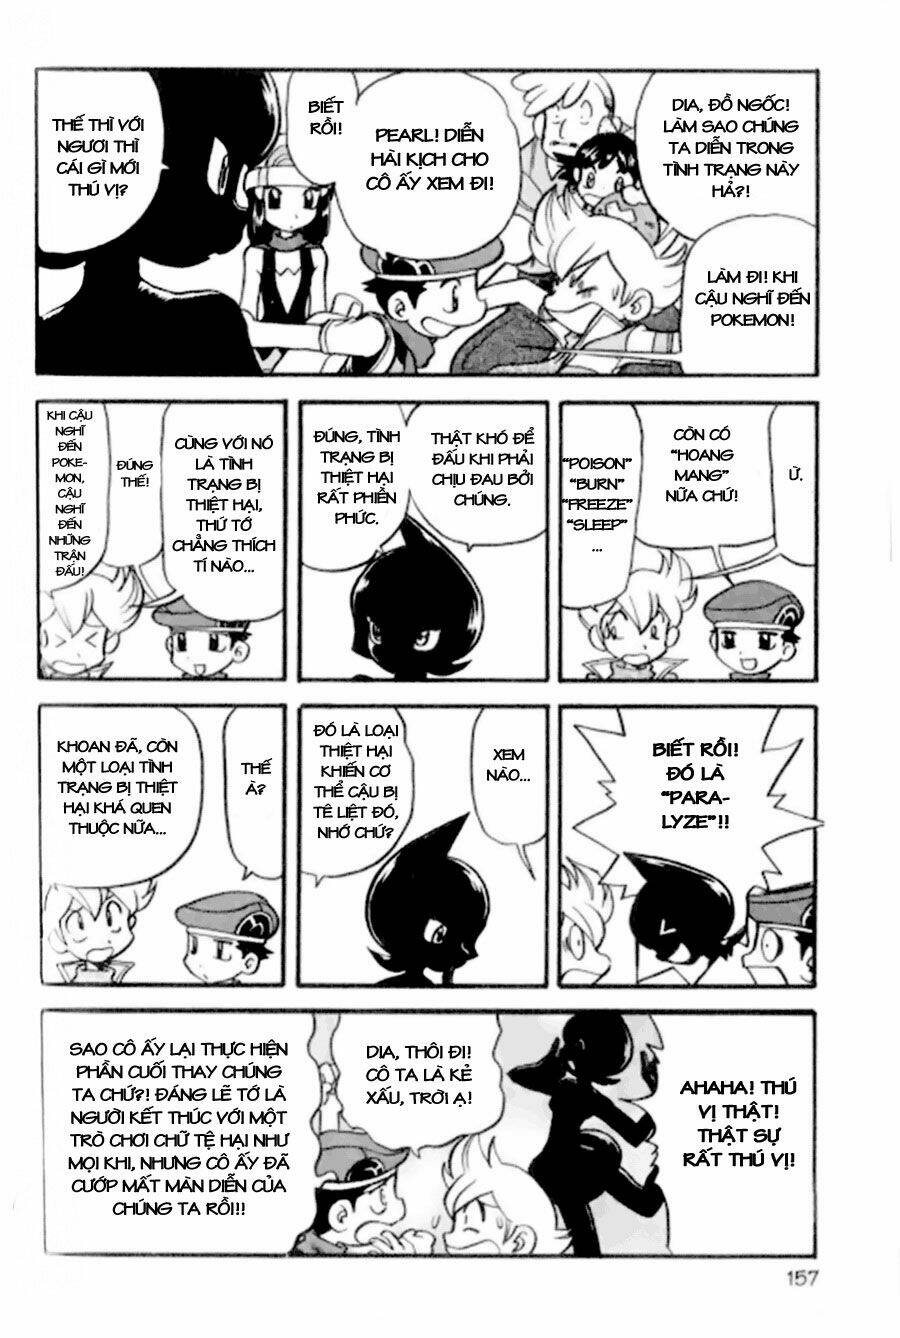 THẾ THÌ VỚI
NGƯƠI THÌ
CÁI GÌ MỚI
THÚ VỊ?
BIẾT
RỒI!
PEARL! DIỄN
HÀI KỊCH CHO
CÔ ẤY XEM ĐI!
DIA, ĐỒ NGỐC!
LÀM SAO CHÚNG
TA DIỄN TRONG
TÌNH TRẠNG NÀY
HẢ?!
LÀM ĐI! KHI
CẬU NGHĨ ĐẾN
POKEMON!
KHI CẬU
NGHĨ
ĐẾN
POKE-
MON,
CẬU
NGHĨ
ĐẾN
NHỮNG
TRẬN
ĐẤU!
ĐÚNG
THẾ!
CÙNG VỚI NÓ
LÀ TÌNH
TRẠNG BỊ
THIỆT HẠI,
THỨ TỚ
CHẲNG THÍCH
TÍ NÀO...
ĐÚNG, TÌNH
TRẠNG BỊ
THIỆT HẠI
RẤT PHIỀN
PHỨC.
THẬT KHÓ ĐỂ
ĐẤU KHI PHẢI
CHỊU ĐAU BỞI
CHÚNG.
"POISON"
"BURN"
"FREEZE"
"SLEEP"
...
CÒN CÓ
"HOANG
MANG"
NỮA CHỨ!
Ừ.
KHOAN ĐÃ, CÒN
MỘT LOẠI TÌNH
TRẠNG BỊ THIỆT
HẠI KHÁ QUEN
THUỘC NỮA...
THẾ
À?
ĐÓ LÀ LOẠI
THIỆT HẠI
KHIẾN CƠ
THỂ CẬU BỊ
TÊ LIỆT ĐÓ,
NHỚ CHỨ?
XEM
NÀO...
BIẾT RỒI!
ĐÓ LÀ
"PARA-
LYZE"!!
SAO CÔ ẤY LẠI THỰC HIỆN
PHẦN CUỐI THAY CHÚNG
TA CHỨ?! ĐÁNG LẼ TỚ LÀ
NGƯỜI KẾT THÚC VỚI MỘT
TRÒ CHƠI CHỮ TỆ HẠI NHƯ
MỌI KHI, NHƯNG CÔ ẤY ĐÃ
CƯỚP MẤT MÀN DIỄN CỦA
CHÚNG TA RỒI!!
DIA, THÔI ĐI!
CÔ TA LÀ KẺ
XẤU, TRỜI Ạ!
AHAHA! THÚ
VỊ THẬT!
THẬT SỰ
RẤT THÚ VỊ!
157